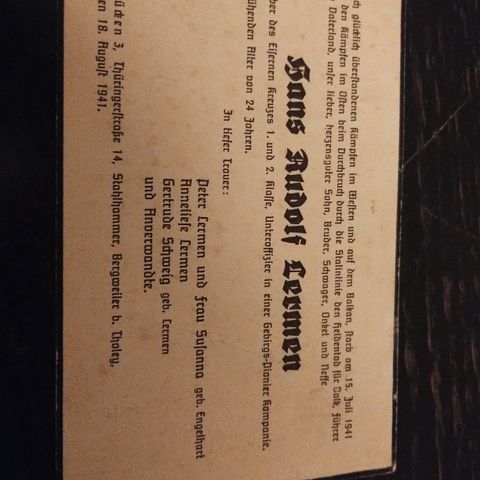 ch glücklich überstandenen Kämpfen im Westen und auf dem Balkan, starb am 15. Juli 1941
den Kämpfen im Osten beim Durchbruch durch die Stalinlinie den Heldentod für Volk, Führer
Vaterland, unser lieber, herzensguter Sohn, Bruder, Schwager, Onkel und Neffe
Hans Rudolf Lermen
ber des Eisernen Kreuzes 1. und 2. Klasse, Unteroffizier in einer Gebirgs-Pionier Kompanie.
ühenden Alter von 24 Jahren.
In tiefer Trauer:
Peter Lermen und Frau Susanna geb. Engelhart
Anneliese Lermen
Gertrude Schweig geb. Lermen
und Anverwandte.
ücken 3, Thüringerstraße 14, Stahlhammer, Bergweiler b. Tholey,
en 18. August 1941.